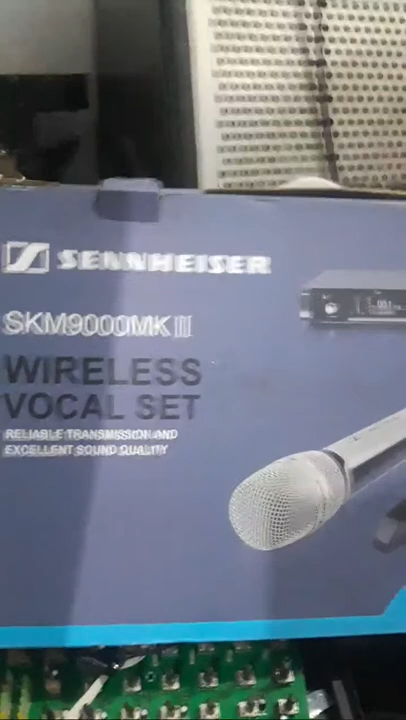 SENNHEISER
SKM9000MK II
WIRELESS
VOCAL SET
RELIABLE TRANSMISSION AND
EXCELLENT SOUND QUALITY